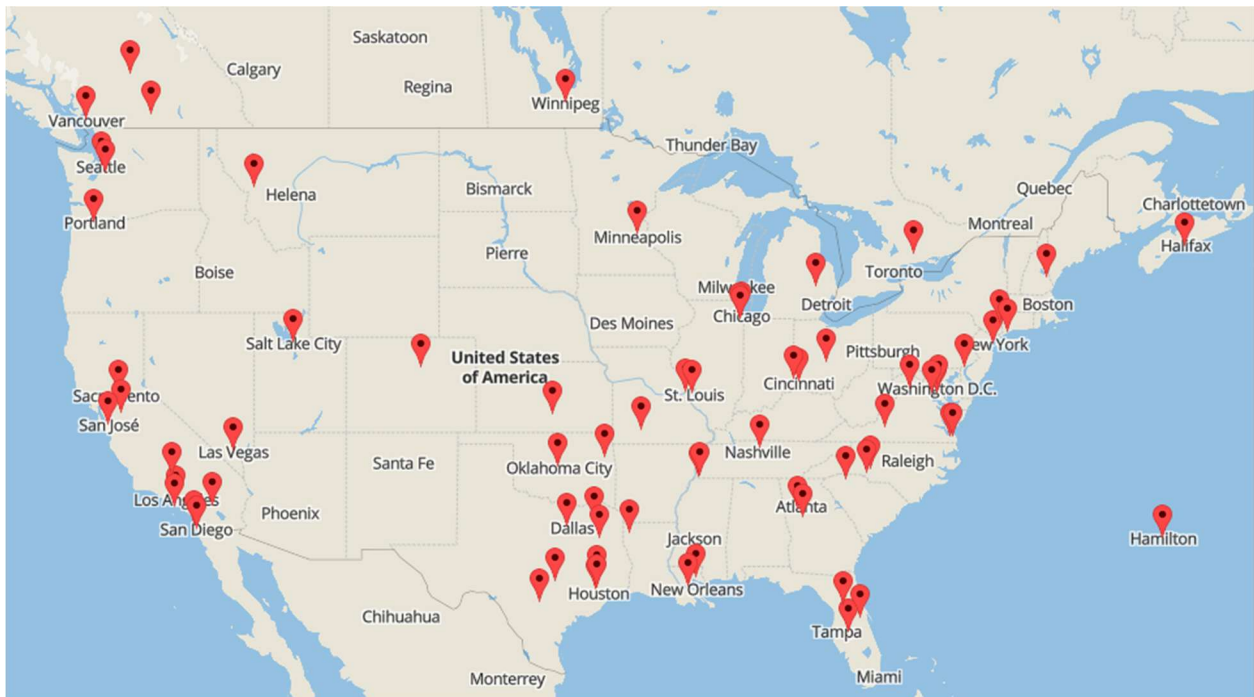 Saskatoon
Calgary
Regina
Winnipeg
Vancouver
Thunder Bay
Seattle
Helena
Bismarck
Quebec
Charlottetown
Portland
Minneapolis
Montreal
Halifax
Pierre
Boise
Toronto
Milwaukee
Detroit
Boston
Chicago
Des Moines
Salt Lake City
New York
Pittsburgh
United States
of America
Cincinnati
Washington D.C.
St. Louis
Sacramento
San José
Las Vegas
Nashville
Santa Fe
Raleigh
Oklahoma City
Los Angeles
Atlanta
Phoenix
San Diego
Dallas
Jackson
Hamilton
New Orleans
Houston
Chihuahua
Tampa
Monterrey
Miami